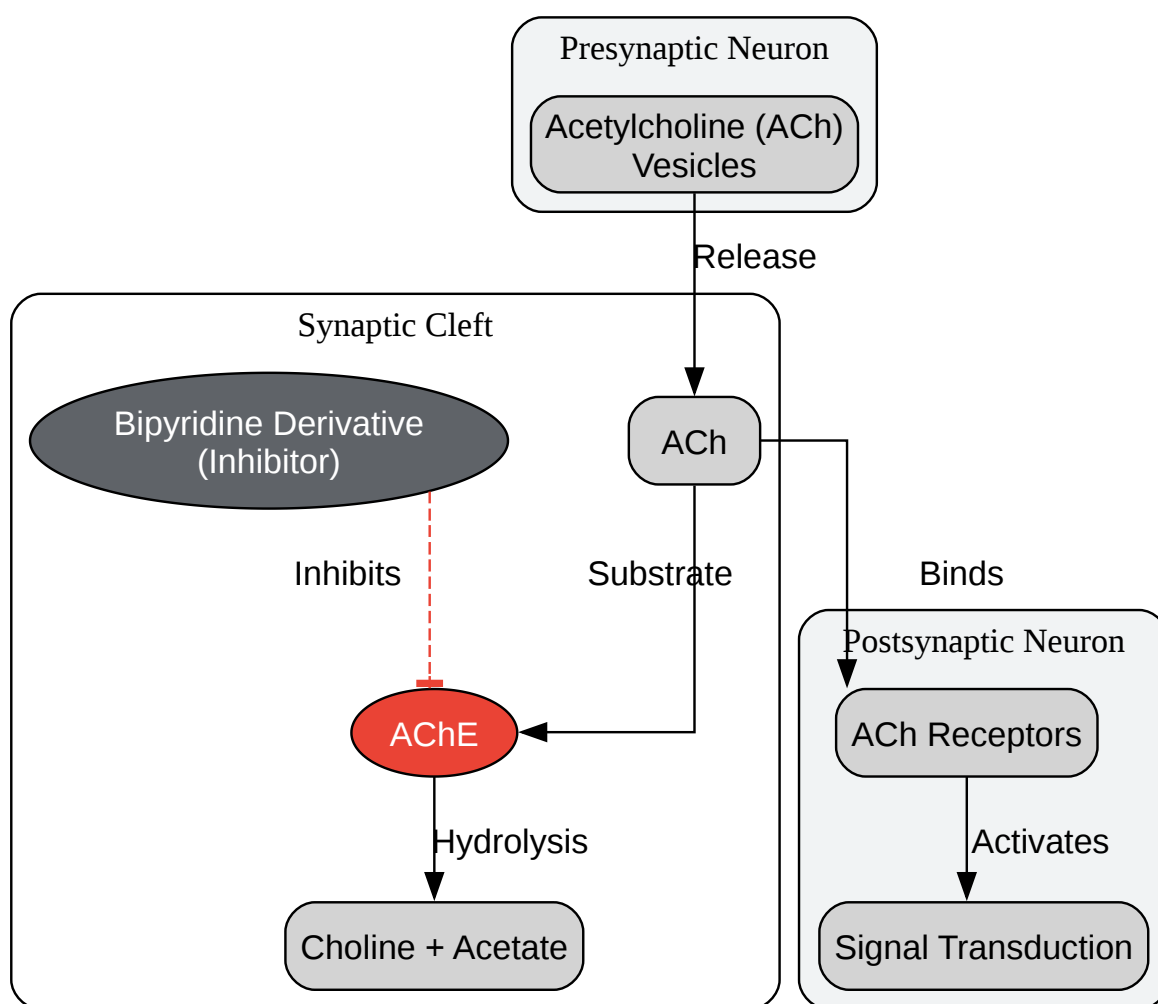 Presynaptic Neuron
Acetylcholine (ACh)
Vesicles
Release
Synaptic Cleft
Bipyridine Derivative
(Inhibitor)
ACh
Inhibits
Substrate
Binds
Postsynaptic Neuron
AChE
ACh Receptors
Hydrolysis
Activates
Choline + Acetate
Signal Transduction